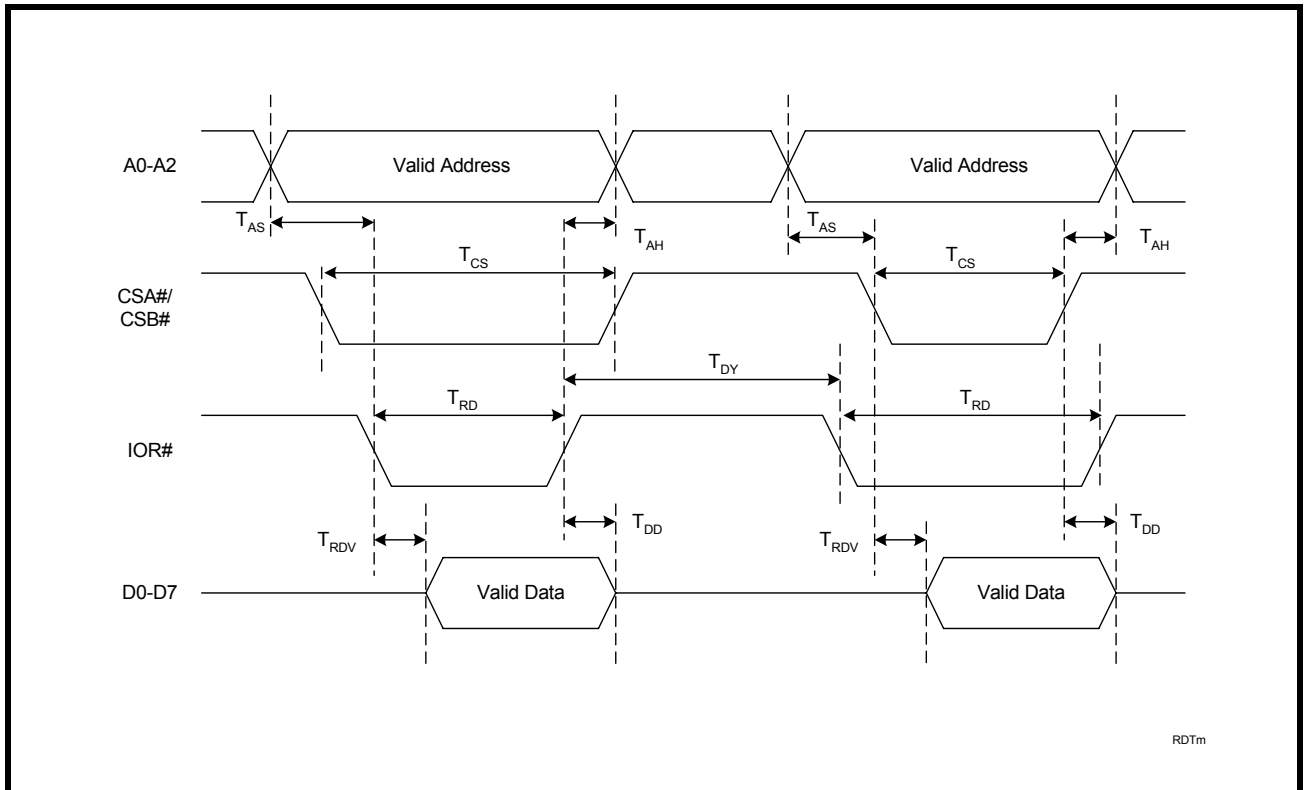 A0-A2
Valid Address
Valid Address
TAS
TAH
TAS
TAH
TCS
TCS
CSA#/
CSB#
TDY
TRD
TRD
IOR#
TRDV
TDD
TRDV
TDD
D0-D7
Valid Data
Valid Data
RDTm